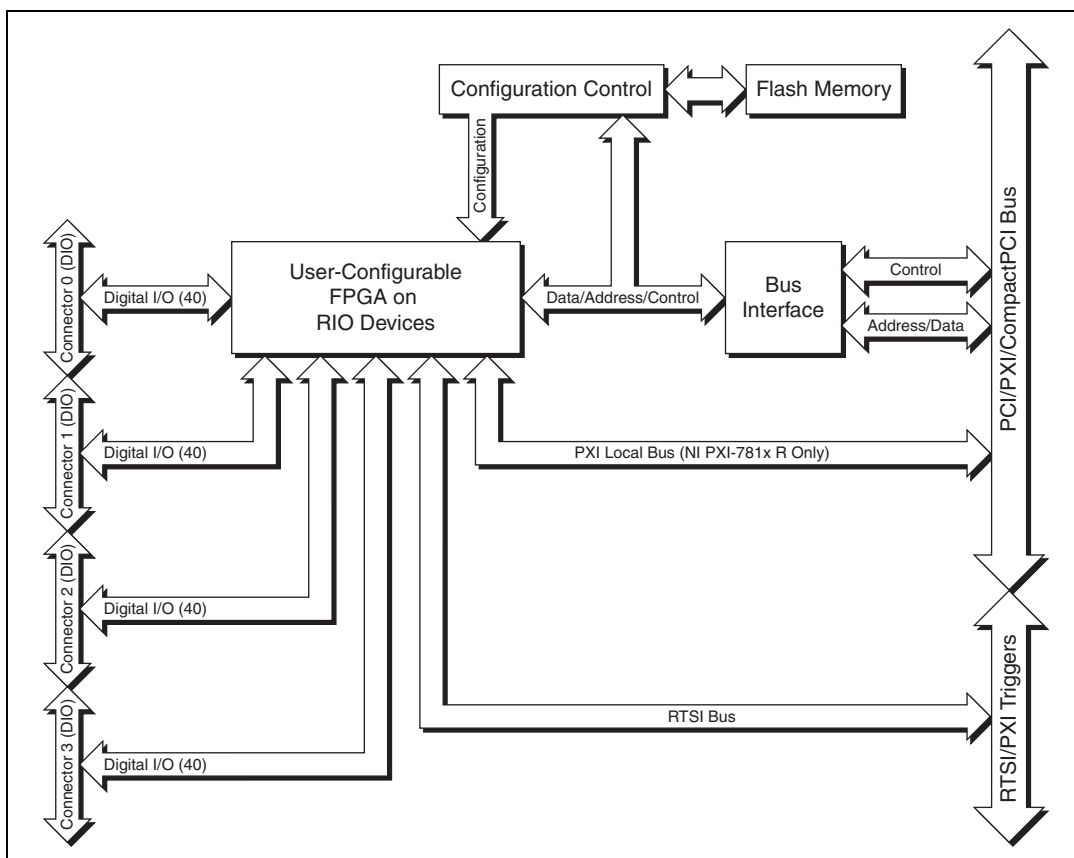 Configuration Control
Flash Memory
Configuration
PCI/PXI/CompactPCI Bus
Connector 0 (DIO)
Digital I/O (40)
User-Configurable
FPGA on
RIO Devices
Data/Address/Control
Bus
Interface
Control
Address/Data
Connector 1 (DIO)
Digital I/O (40)
PXI Local Bus (NI PXI-781x R Only)
Connector 2 (DIO)
Digital I/O (40)
Connector 3 (DIO)
Digital I/O (40)
RTSI Bus
RTSI/PXI Triggers